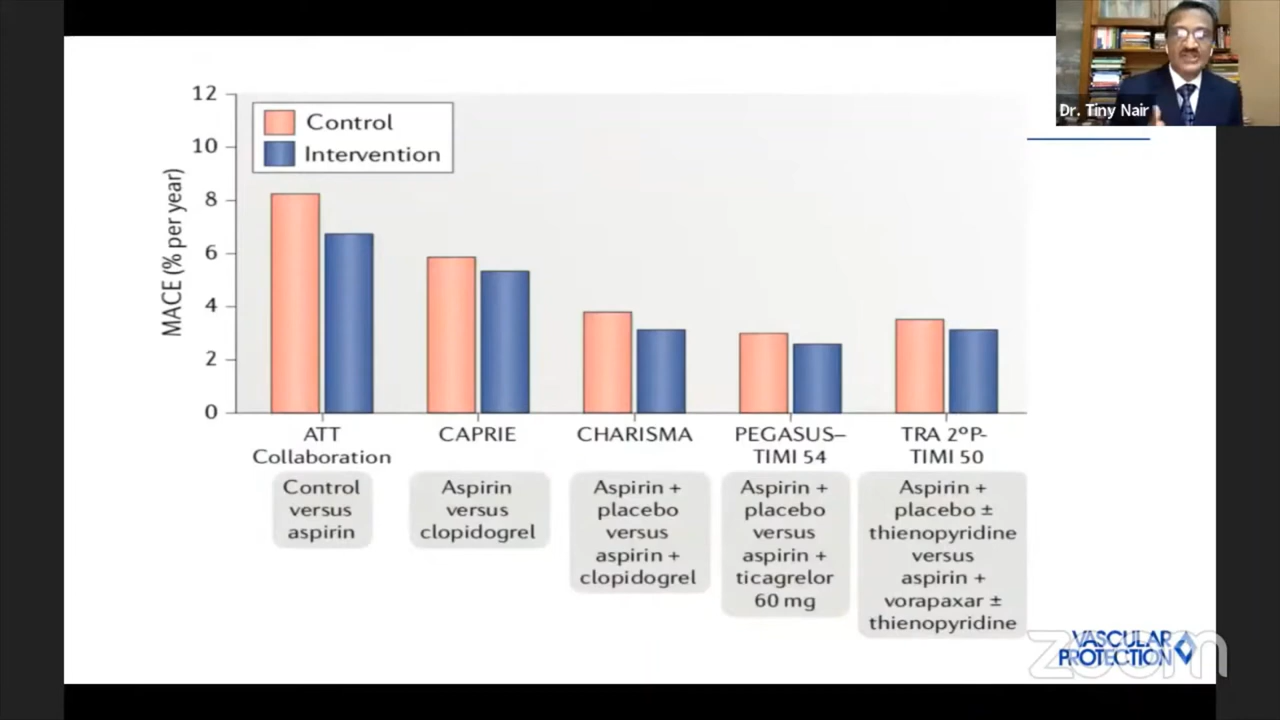 Dr. Tiny Nair
12
10
8
6
4
2
0
MACE (% per year)
Control
Intervention
ATT
Collaboration
CAPRIE
CHARISMA
PEGASUS–
TIMI 54
TRA 2°P-
TIMI 50
Control
versus
aspirin
Aspirin
versus
clopidogrel
Aspirin +
placebo
versus
aspirin +
clopidogrel
Aspirin +
placebo
versus
aspirin +
ticagrelor
60 mg
Aspirin +
placebo ±
thienopyridine
versus
aspirin +
vorapaxar ±
thienopyridine
VASCULAR
PROTECTION
zoom